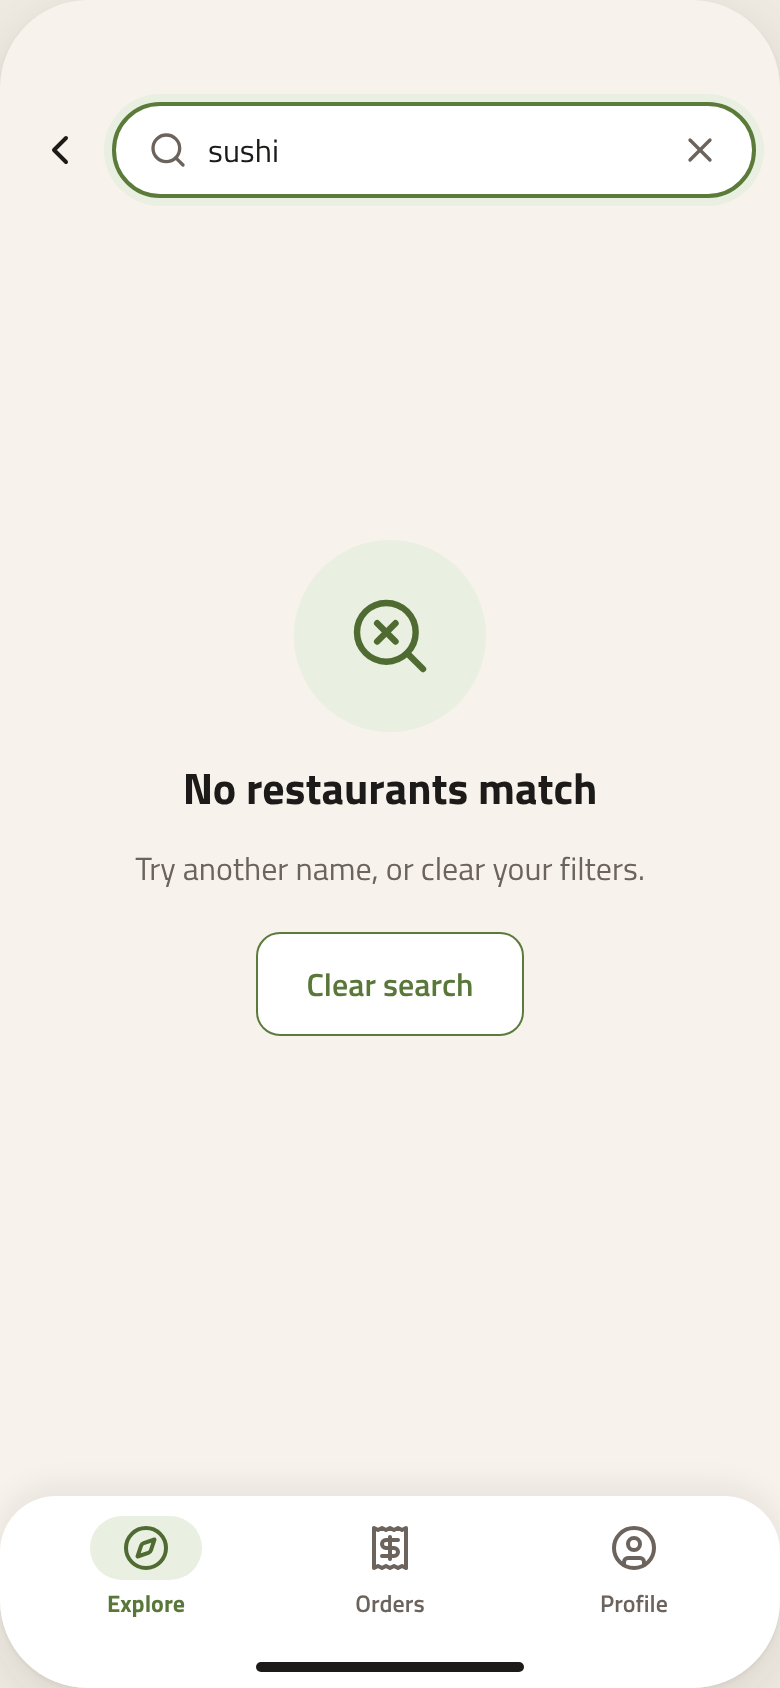 sushi
No restaurants match
Try another name, or clear your filters.
Clear search
Explore
Orders
Profile